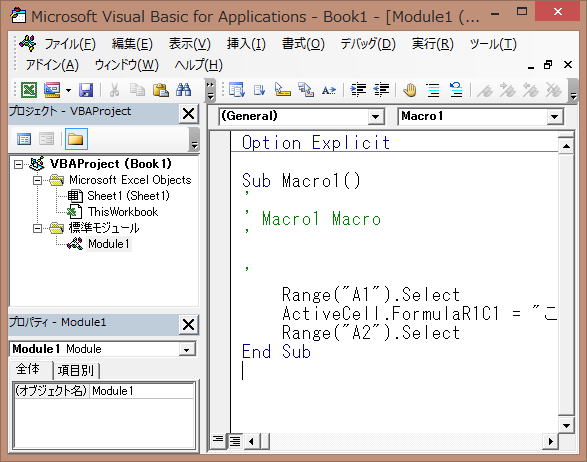 Microsoft Visual Basic for Applications - Book1 - [Module1 (...
ファイル(F) 編集(E) 表示(V) 挿入(I) 書式(O) デバッグ(D) 実行(R) ツール(T)
アドイン(A) ウィンドウ(W) ヘルプ(H)
プロジェクト - VBAProject
VBAProject (Book1)
Microsoft Excel Objects
Sheet1 (Sheet1)
ThisWorkbook
標準モジュール
Module1
プロパティ - Module1
Module1 Module
全体 項目別
(オブジェクト名) Module1
(General) Macro1
Option Explicit
Sub Macro1()
'
' Macro1 Macro
'
'
Range("A1").Select
ActiveCell.FormulaR1C1 = "こ
Range("A2").Select
End Sub